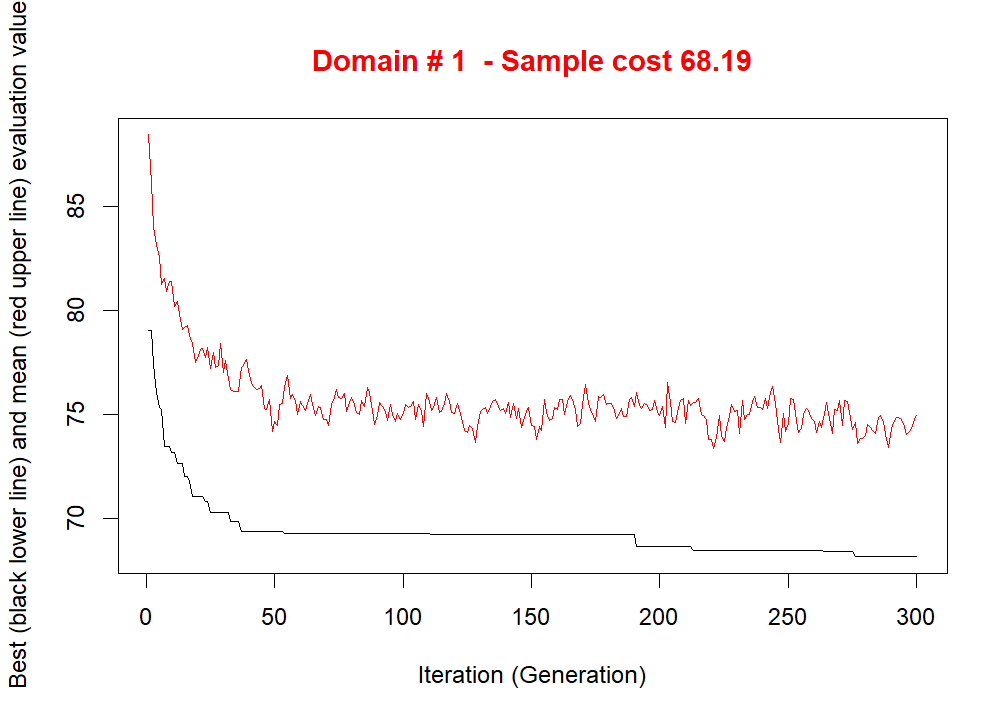 Domain # 1  - Sample cost 68.19
Best (black lower line) and mean (red upper line) evaluation value
85
80
75
70
0 50 100 150 200 250 300
Iteration (Generation)